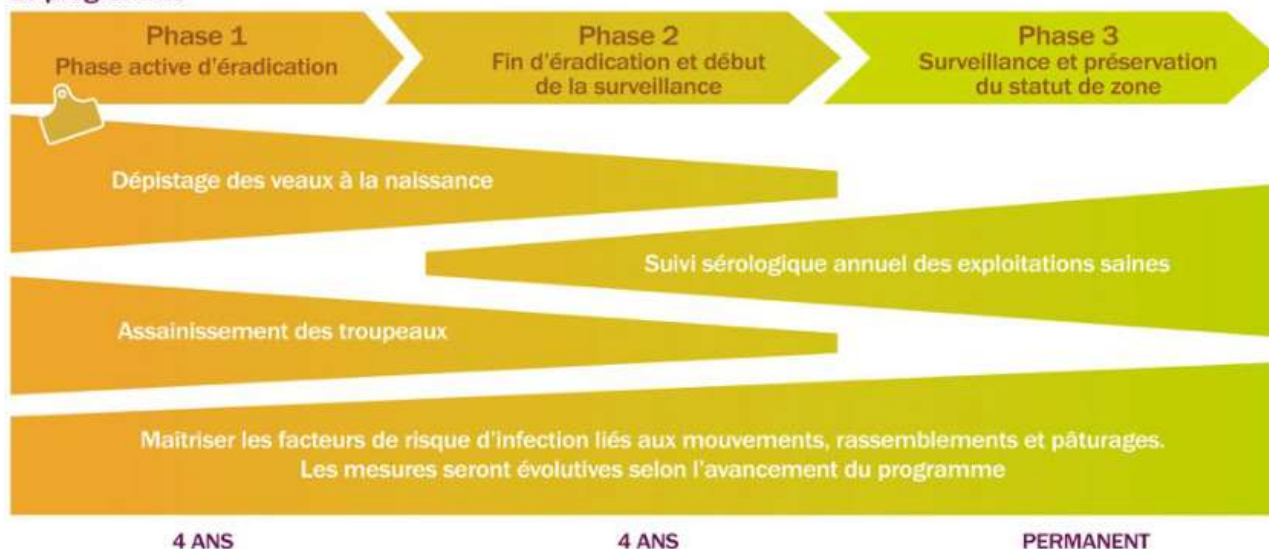 Phase 1
Phase active d'éradication
Phase 2
Fin d'éradication et début
de la surveillance
Phase 3
Surveillance et préservation
du statut de zone
Dépistage des veaux à la naissance
Suivi sérologique annuel des exploitations saines
Assainissement des troupeaux
Maîtriser les facteurs de risque d'infection liés aux mouvements, rassemblements et pâturages.
Les mesures seront évolutives selon l'avancement du programme
4 ANS
4 ANS
PERMANENT